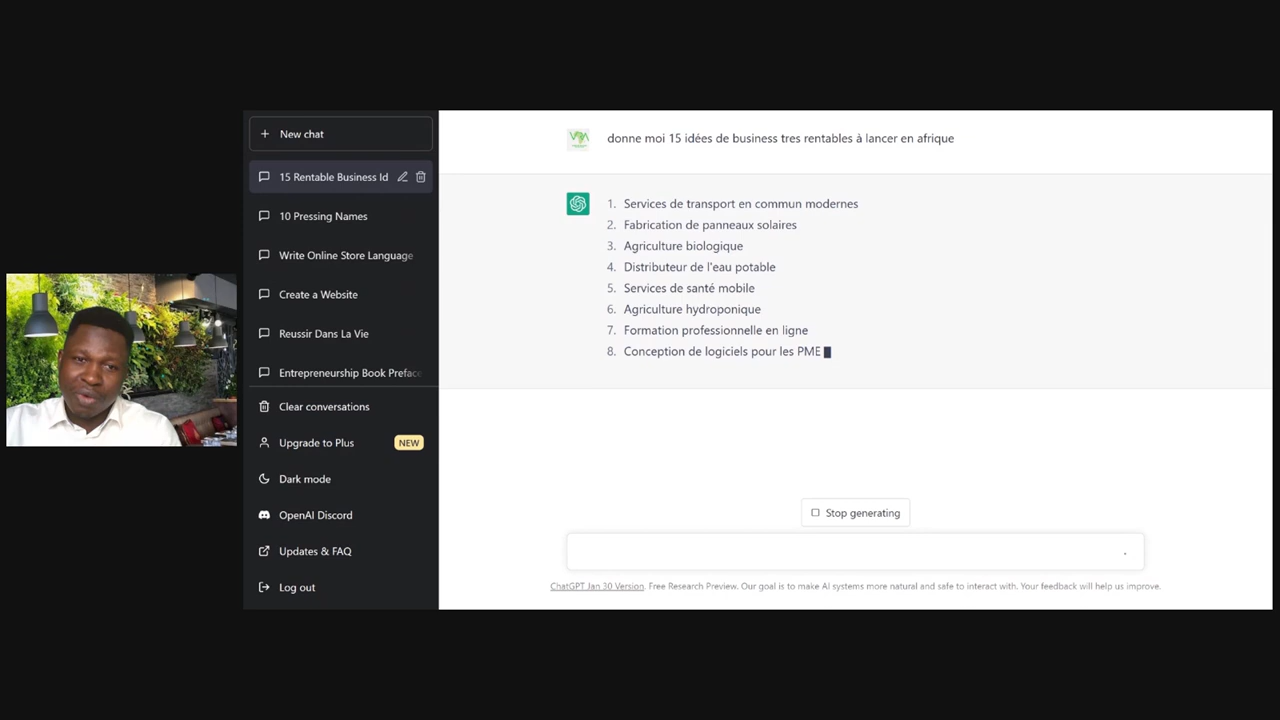 New chat
15 Rentable Business Id
10 Pressing Names
Write Online Store Language
Create a Website
Reussir Dans La Vie
Entrepreneurship Book Preface
Clear conversations
Upgrade to Plus NEW
Dark mode
OpenAI Discord
Updates & FAQ
Log out
donne moi 15 idées de business tres rentables à lancer en afrique
1. Services de transport en commun modernes
2. Fabrication de panneaux solaires
3. Agriculture biologique
4. Distributeur de l'eau potable
5. Services de santé mobile
6. Agriculture hydroponique
7. Formation professionnelle en ligne
8. Conception de logiciels pour les PME
Stop generating
ChatGPT Jan 30 Version. Free Research Preview. Our goal is to make AI systems more natural and safe to interact with. Your feedback will help us improve.